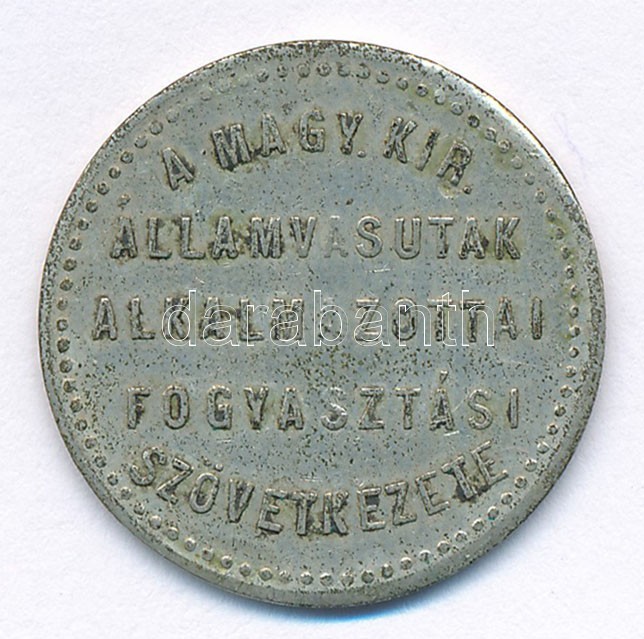 A MAGY. KIR.
ALLAMVASUTAK
ALKALMAZOTTAI
darabanth
FOGYASZTÁSI
SZÖVETKEZETE